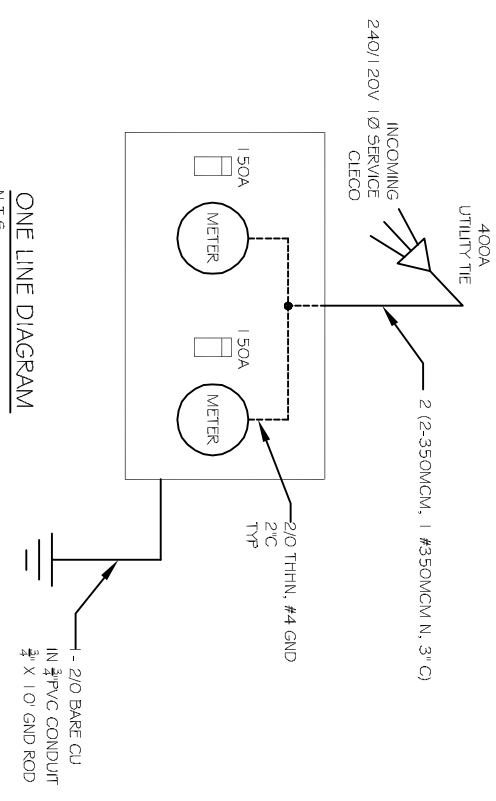 400A
UTILITY TIE
INCOMING
240/120V 1Ø SERVICE
CLECO
2 (2-350MCM, 1 #350MCM N, 3" C)
150A
METER
150A
METER
2/0 THHN, #4 GND
2"C
TYP
1 - 2/0 BARE CU
IN 3/4"PVC CONDUIT
3/4" X 10' GND ROD
ONE LINE DIAGRAM
N.T.S.